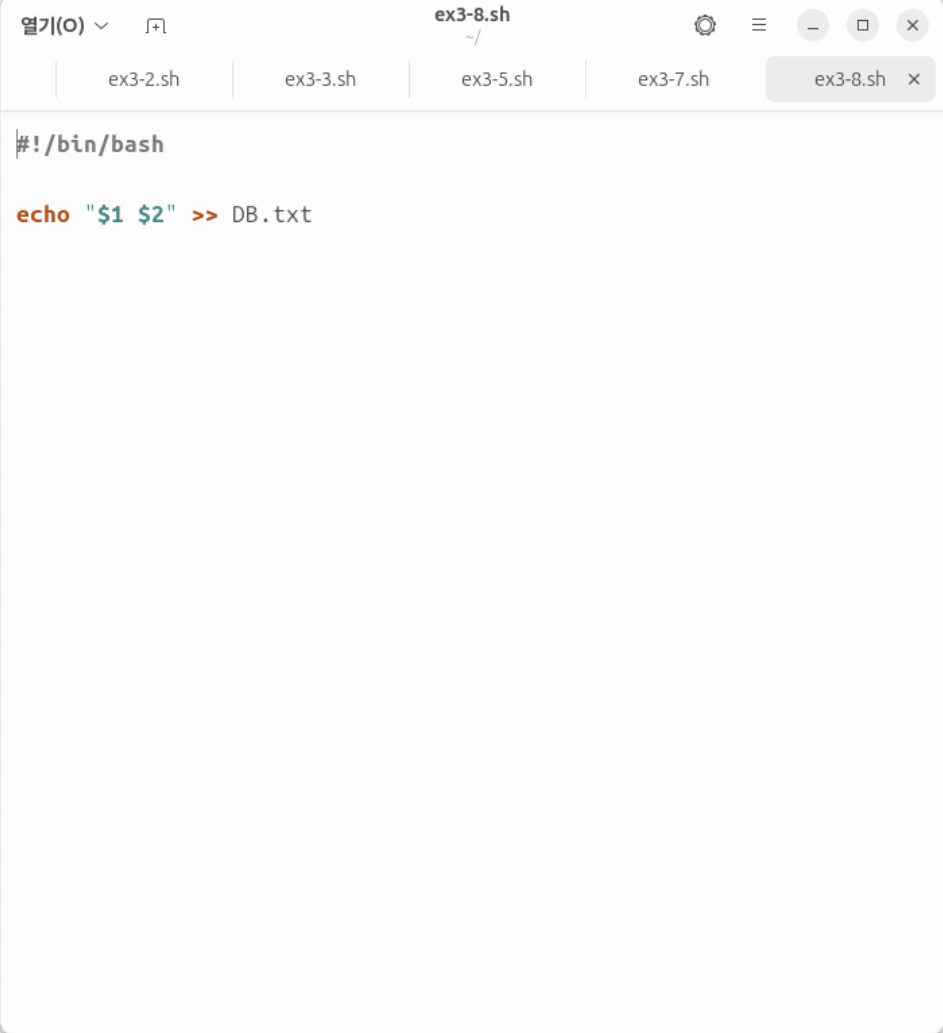 열기(O)
ex3-8.sh
~/
ex3-2.sh ex3-3.sh ex3-5.sh ex3-7.sh ex3-8.sh
#!/bin/bash
echo "$1 $2" >> DB.txt